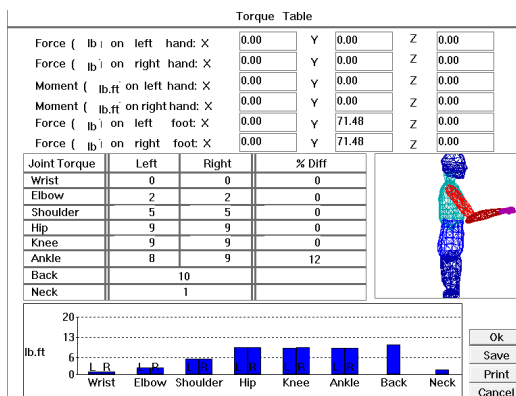 Torque Table
Force ( lb ) on left hand: X 0.00 Y 0.00 Z 0.00
Force ( lb ) on right hand: X 0.00 Y 0.00 Z 0.00
Moment ( lb.ft on left hand: X 0.00 Y 0.00 Z 0.00
Moment ( lb.ft on right hand: X 0.00 Y 0.00 Z 0.00
Force ( lb ) on left foot: X 0.00 Y 71.48 Z 0.00
Force ( lb ) on right foot: X 0.00 Y 71.48 Z 0.00
Joint Torque Left Right % Diff
Wrist 0 0 0
Elbow 2 2 0
Shoulder 5 5 0
Hip 9 9 0
Knee 9 9 0
Ankle 8 9 12
Back 10
Neck 1
20
13
lb.ft
6
0
L R L R L R L R L R L R
Wrist Elbow Shoulder Hip Knee Ankle Back Neck
Ok
Save
Print
Cancel